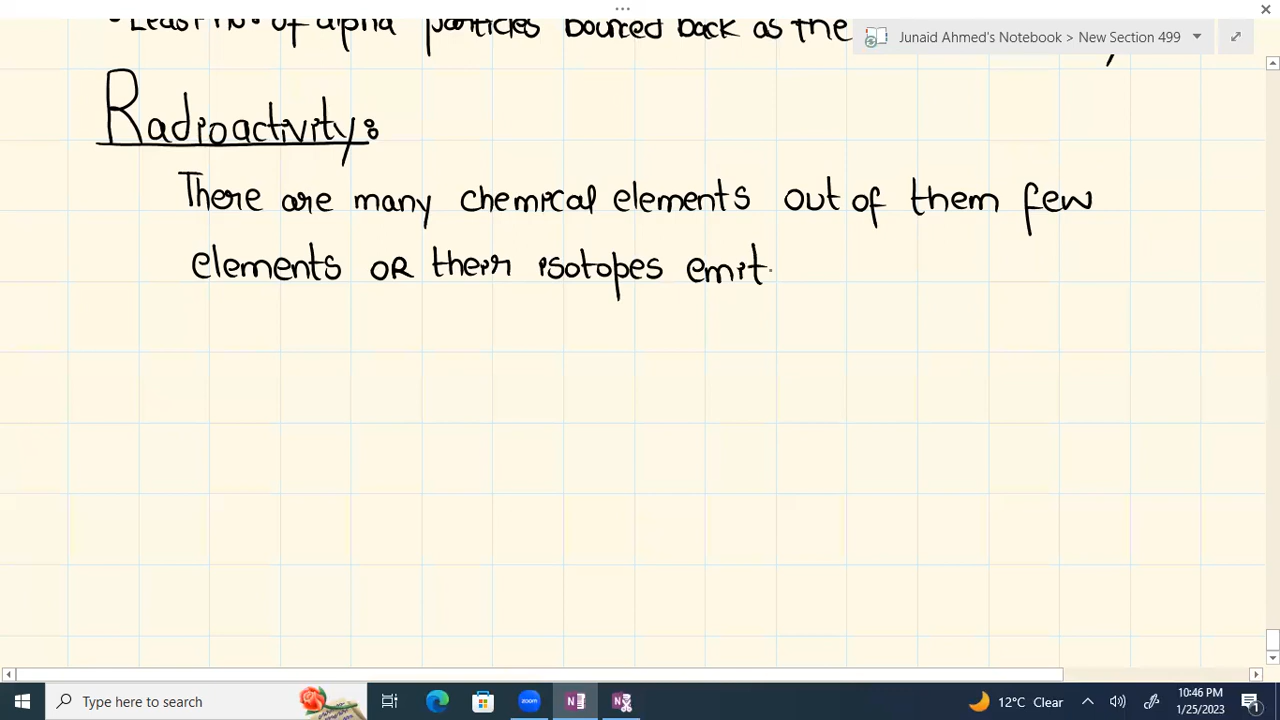 • Least no. of alpha particles bounced back as the
Junaid Ahmed's Notebook > New Section 499
Radioactivity:
There are many chemical elements out of them few
elements OR their isotopes emit
Type here to search
zoom
12°C Clear
10:46 PM
1/25/2023
1